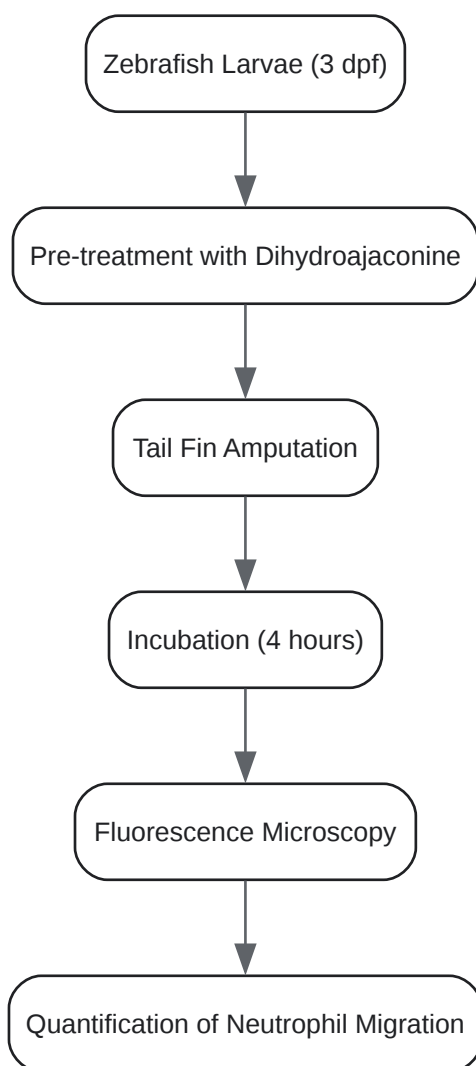 Zebrafish Larvae (3 dpf)
Pre-treatment with Dihydroajaconine
Tail Fin Amputation
Incubation (4 hours)
Fluorescence Microscopy
Quantification of Neutrophil Migration